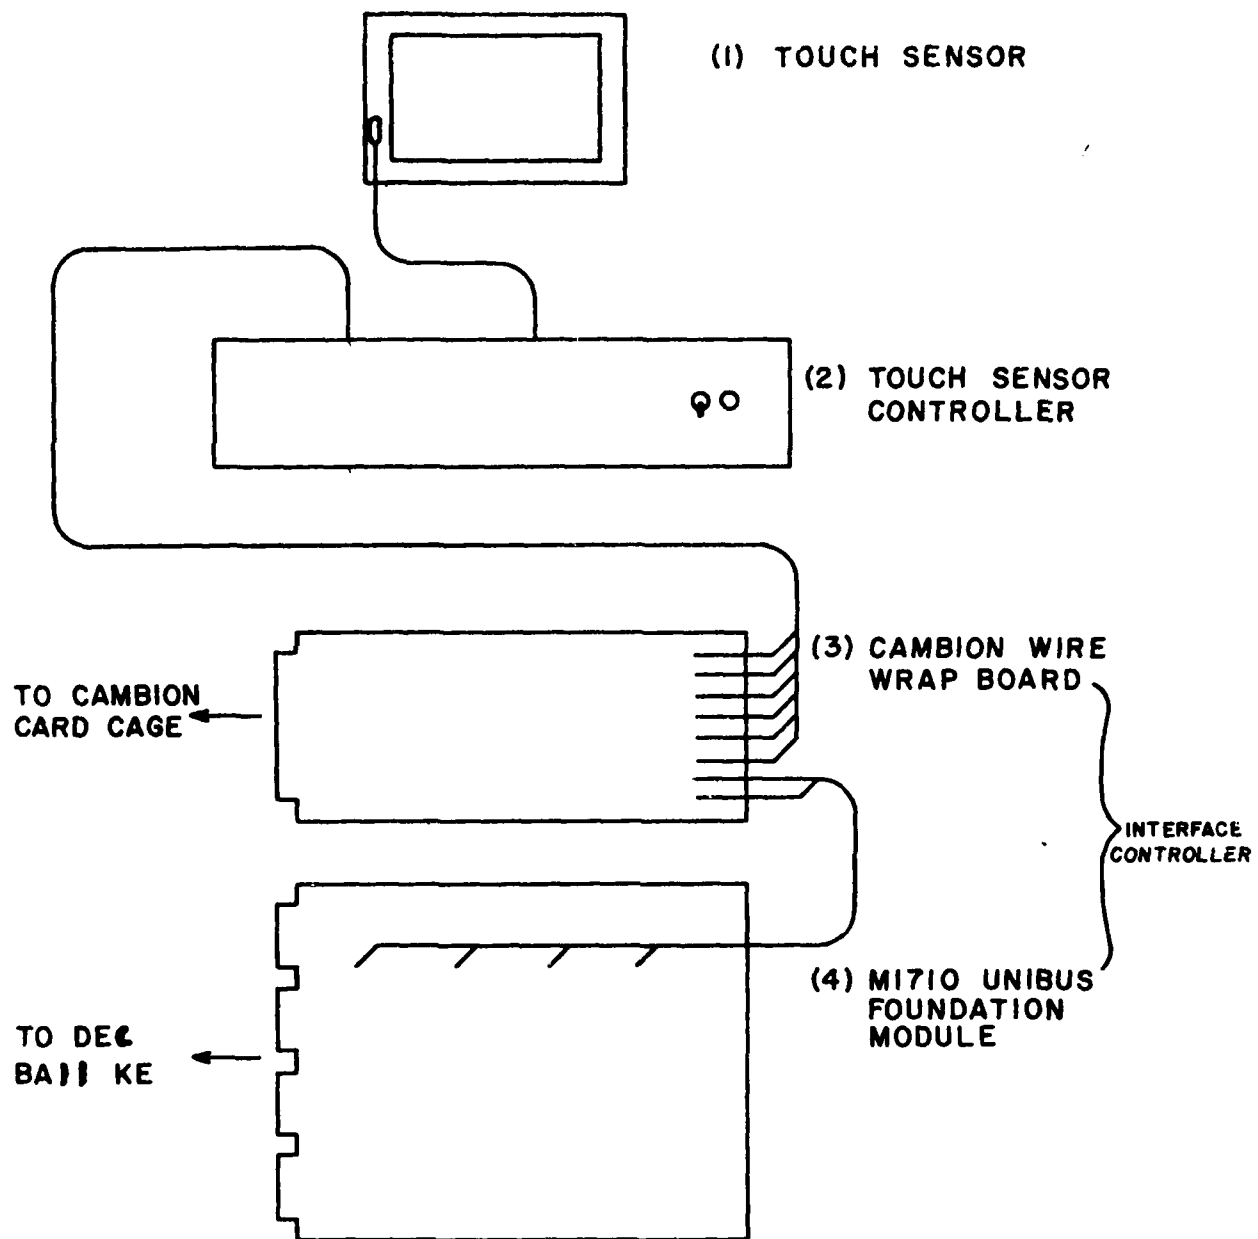 (1) TOUCH SENSOR
(2) TOUCH SENSOR
CONTROLLER
(3) CAMBION WIRE
WRAP BOARD
TO CAMBION
CARD CAGE
INTERFACE
CONTROLLER
(4) M1710 UNIBUS
FOUNDATION
MODULE
TO DEC
BA11 KE